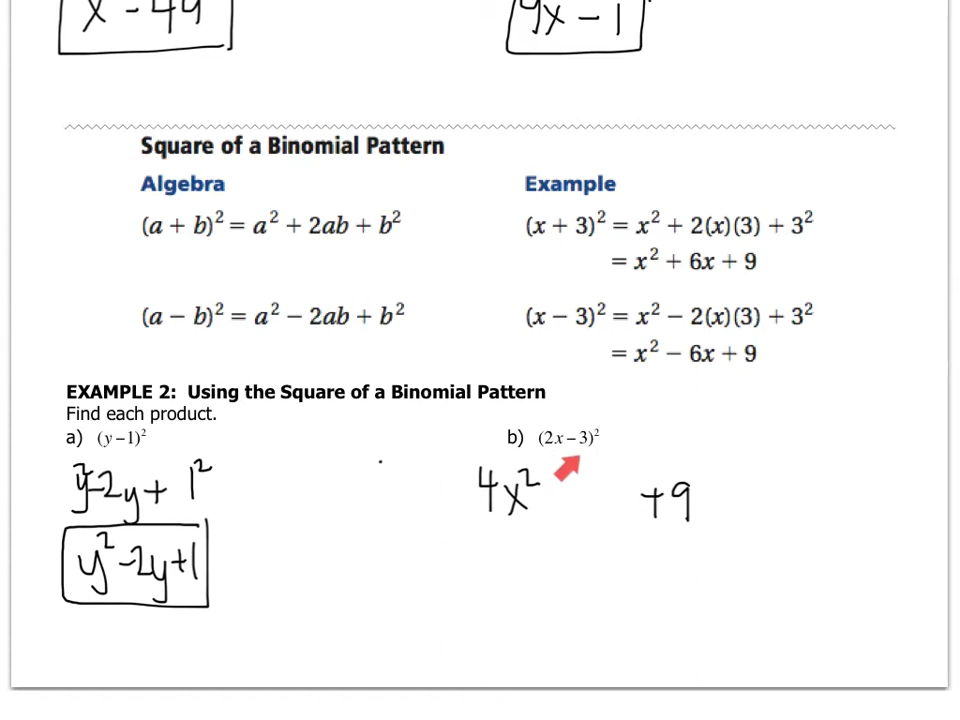 x - 49
9x - 1
Square of a Binomial Pattern
Algebra
Example
(a + b)² = a² + 2ab + b²
(x + 3)² = x² + 2(x)(3) + 3²
= x² + 6x + 9
(a − b)² = a² − 2ab + b²
(x − 3)² = x² − 2(x)(3) + 3²
= x² − 6x + 9
EXAMPLE 2: Using the Square of a Binomial Pattern
Find each product.
a) (y−1)²
b) (2x−3)²
y²-2y+ 1²
4x² +9
y²-2y+1